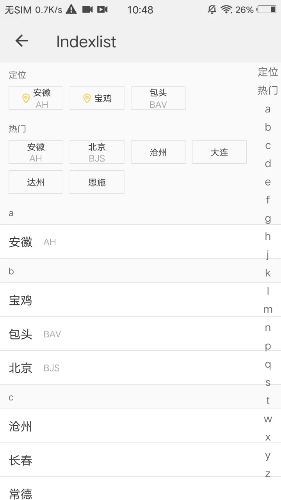 无SIM 0.7K/s 10:48 26%
Indexlist
定位
安徽 宝鸡 包头
AH BAV
热门
安徽 北京 沧州 大连
AH BJS
达州 恩施
a
安徽 AH
b
宝鸡
包头 BAV
北京 BJS
c
沧州
长春
常德
定位
热门
a
b
c
d
e
f
g
h
j
k
l
m
n
p
q
s
t
w
x
y
z